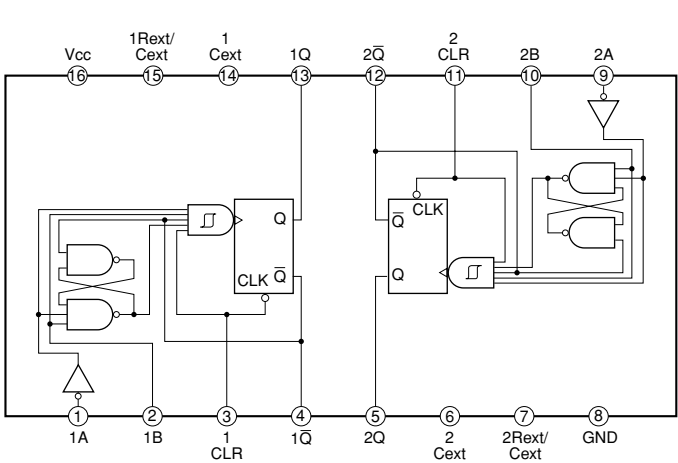 1Rext/ 1 2
Vcc Cext Cext 1Q 2Q̅ CLR 2B 2A
16 15 14 13 12 11 10 9
Q
Q̅
CLK
Q̅
CLK
Q
1 2 3 4 5 6 7 8
1A 1B 1 1Q̅ 2Q 2 2Rext/ GND
CLR Cext Cext